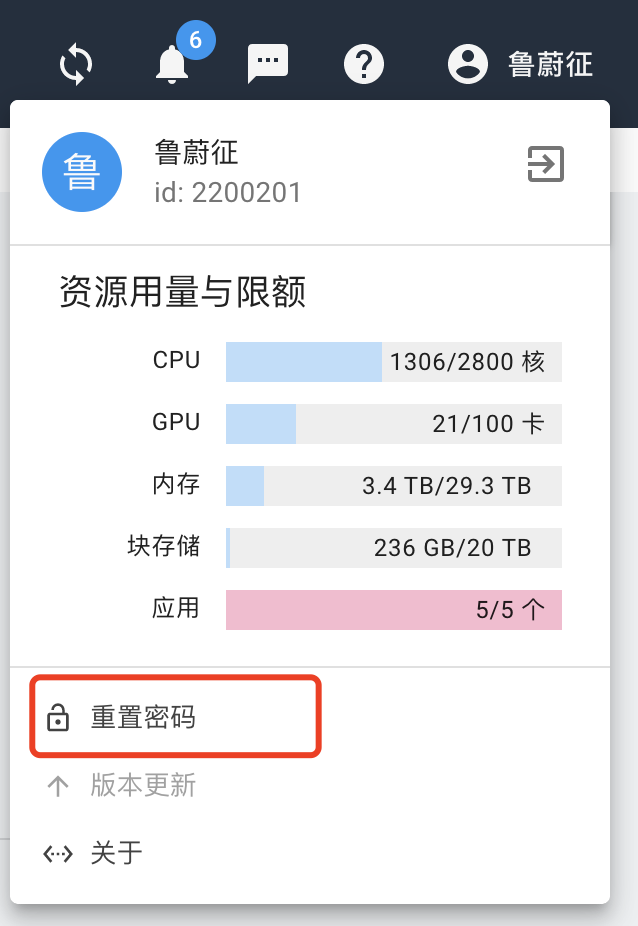 6
鲁蔚征
鲁
鲁蔚征
id: 2200201
资源用量与限额
CPU 1306/2800 核
GPU 21/100 卡
内存 3.4 TB/29.3 TB
块存储 236 GB/20 TB
应用 5/5 个
重置密码
版本更新
关于